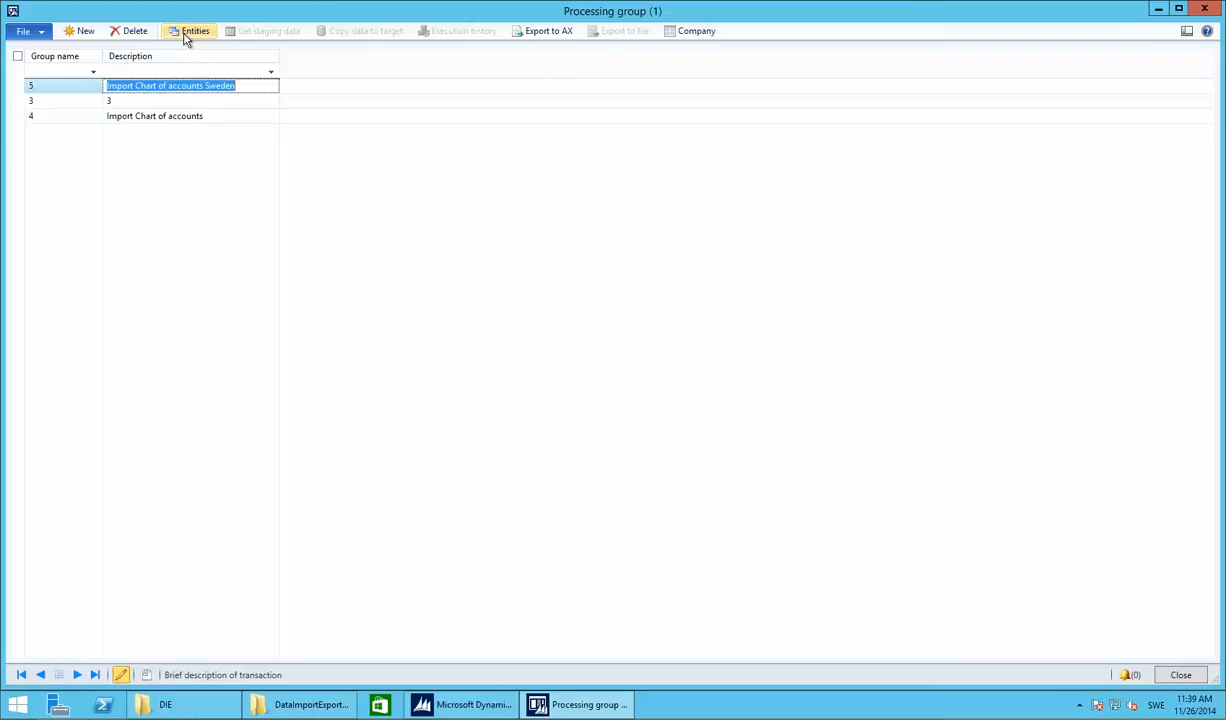 Processing group (1)
File New Delete Entities Get staging data Copy data to target Execution history Export to AX Export to file Company
Group name Description
5 Import Chart of accounts Sweden
3 3
4 Import Chart of accounts
Brief description of transaction (0) Close
DIE DataImportExport... Microsoft Dynami... Processing group ... SWE 11:39 AM
11/26/2014